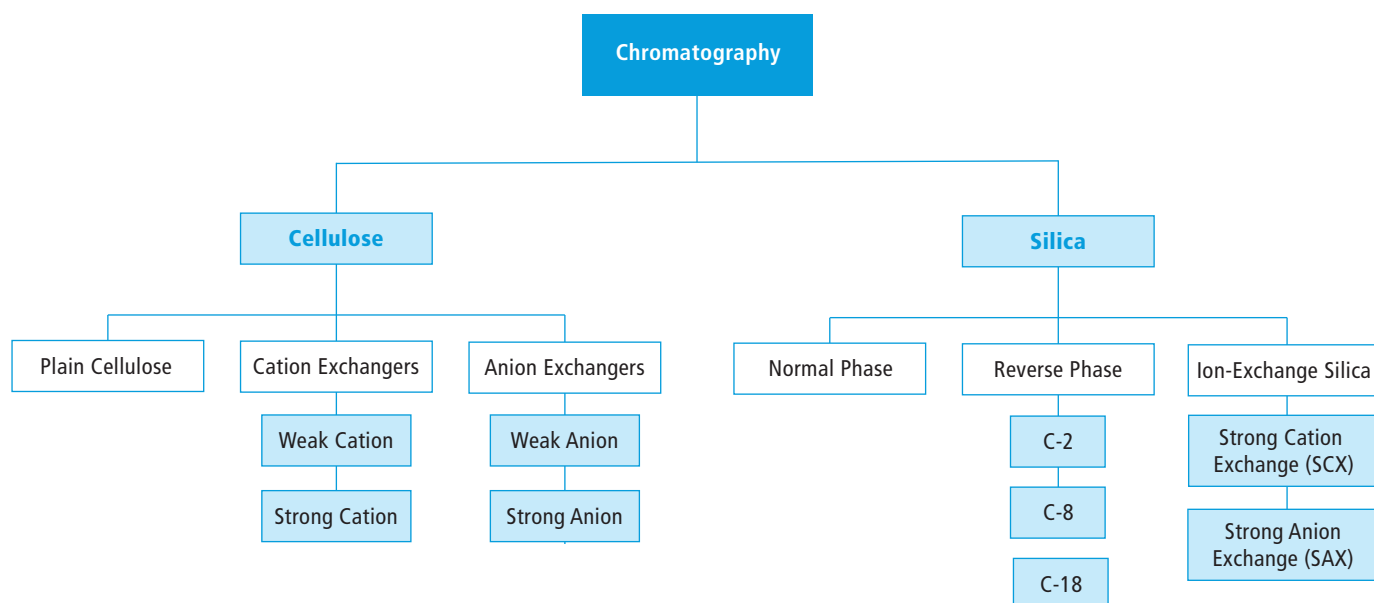 Chromatography
Cellulose
Silica
Plain Cellulose
Cation Exchangers
Anion Exchangers
Normal Phase
Reverse Phase
Ion-Exchange Silica
Weak Cation
Weak Anion
C-2
Strong Cation
Exchange (SCX)
Strong Cation
Strong Anion
C-8
Strong Anion
Exchange (SAX)
C-18